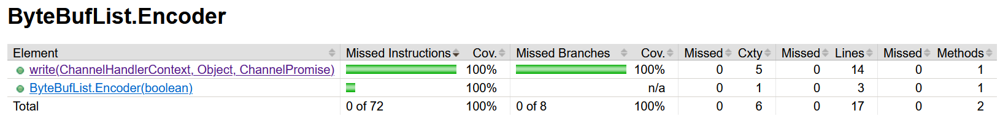 ByteBufList.Encoder
Element Missed Instructions Cov. Missed Branches Cov. Missed Cxty Missed Lines Missed Methods
write(ChannelHandlerContext, Object, ChannelPromise) 100% 100% 0 5 0 14 0 1
ByteBufList.Encoder(boolean) 100% n/a 0 1 0 3 0 1
Total 0 of 72 100% 0 of 8 100% 0 6 0 17 0 2